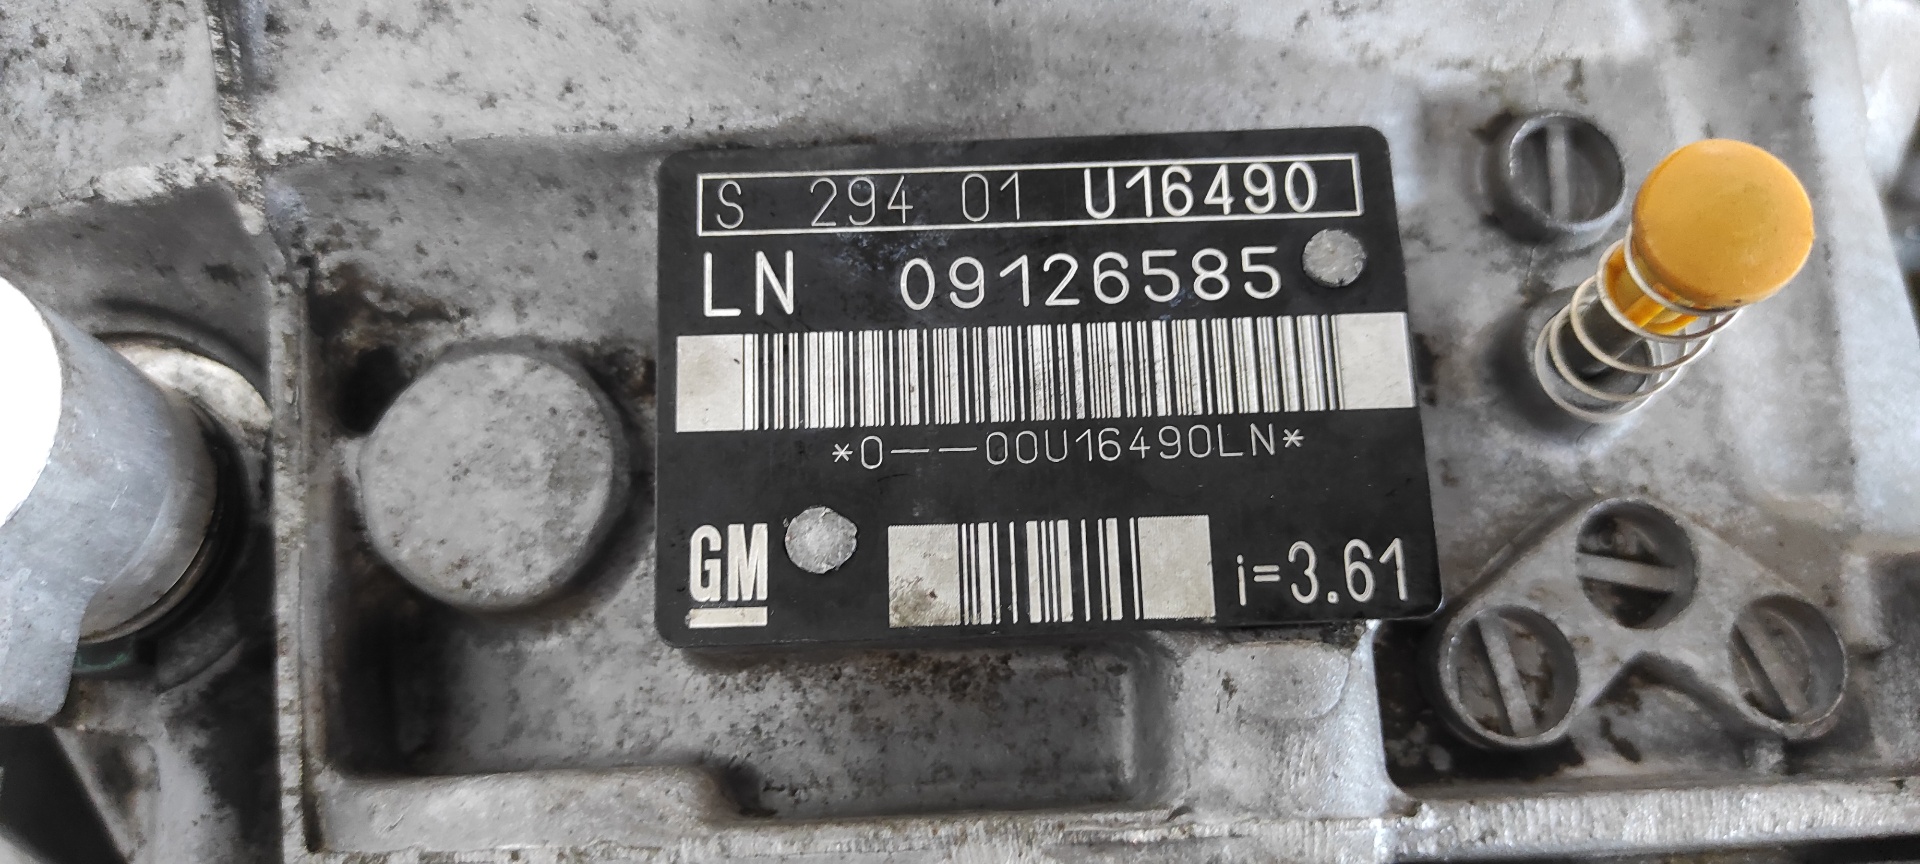 S 294 01 U16490
LN 09126585
*0--00U16490LN*
GM
i=3.61